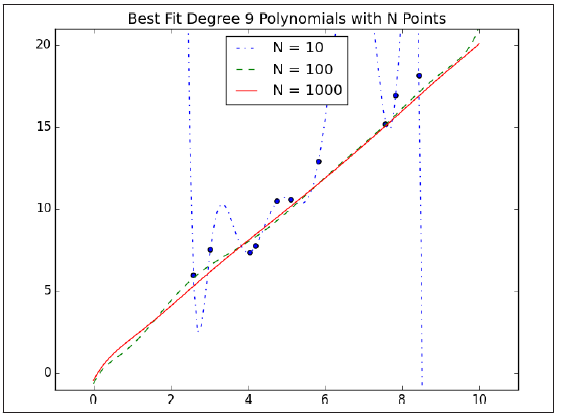 Best Fit Degree 9 Polynomials with N Points
N = 10
N = 100
N = 1000
20
15
10
5
0
0 2 4 6 8 10